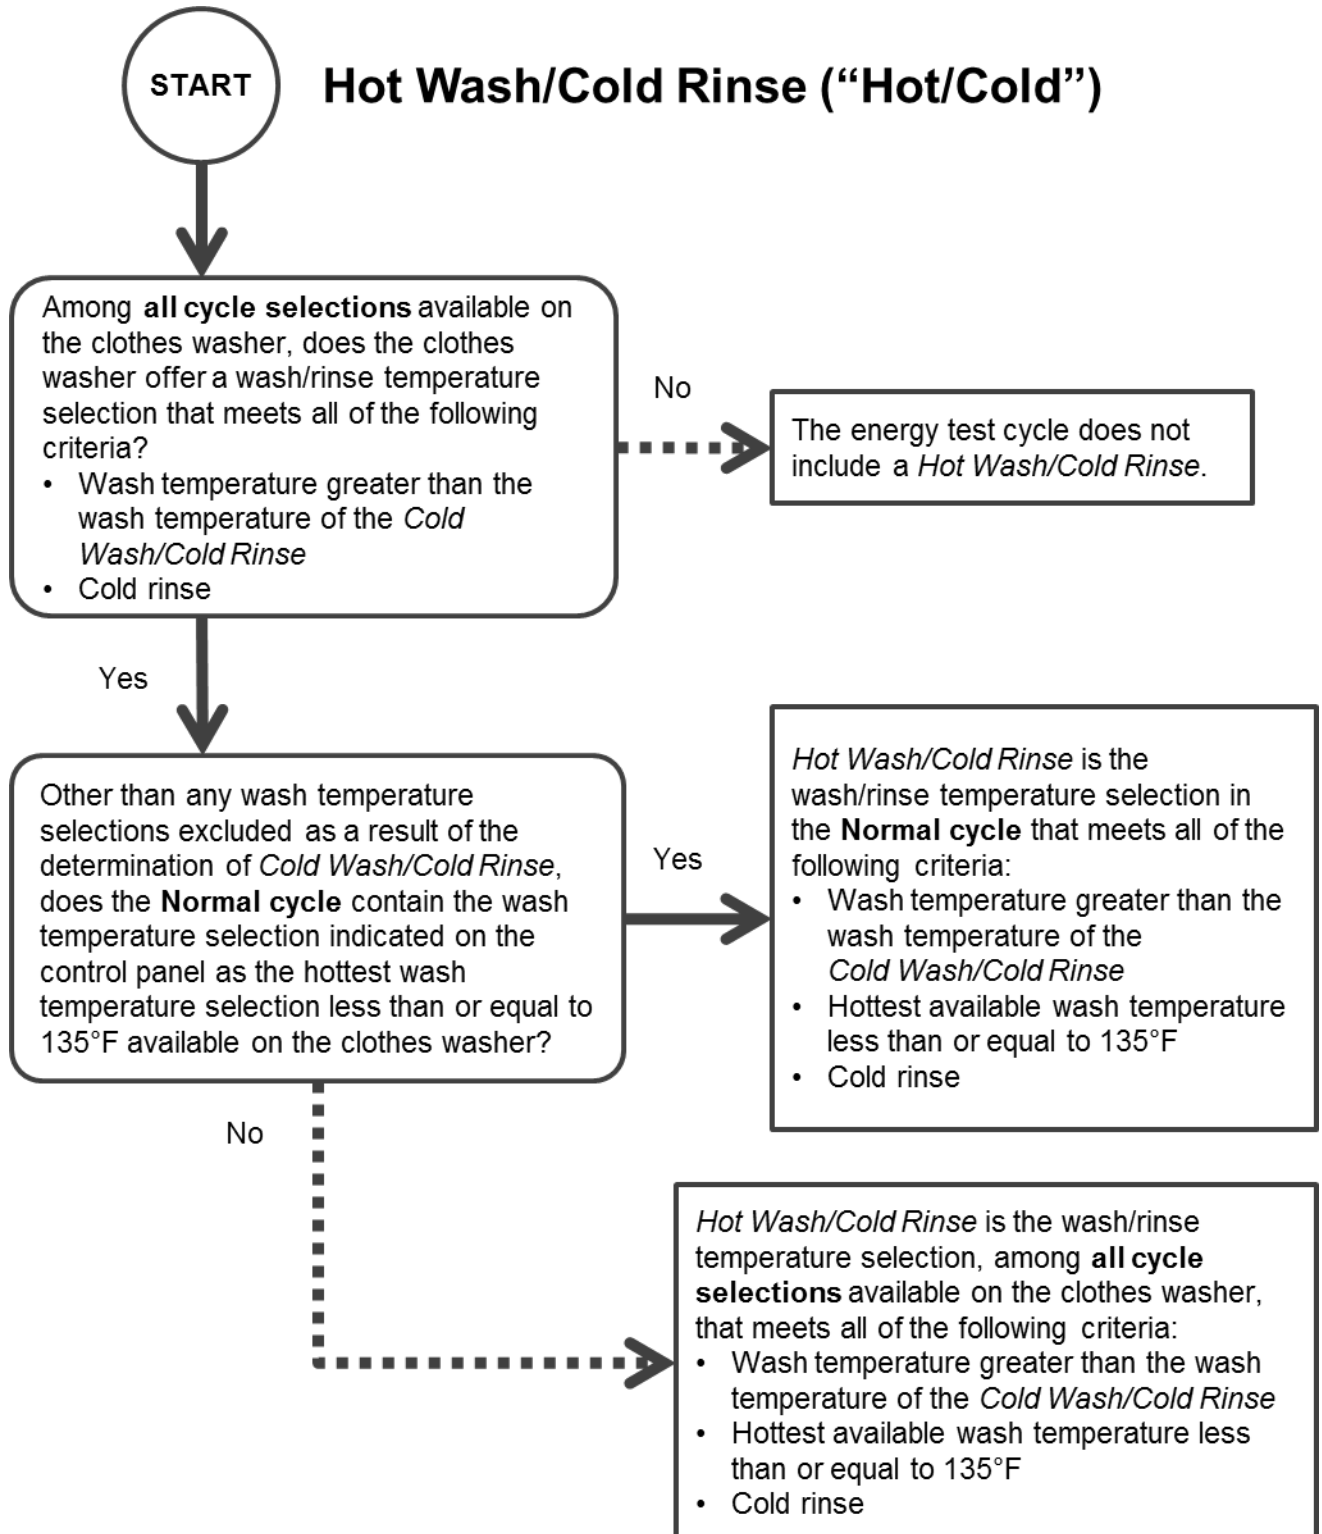 START
Hot Wash/Cold Rinse (“Hot/Cold”)
Among all cycle selections available on
the clothes washer, does the clothes
washer offer a wash/rinse temperature
selection that meets all of the following
criteria?
• Wash temperature greater than the
wash temperature of the Cold
Wash/Cold Rinse
• Cold rinse
No
The energy test cycle does not
include a Hot Wash/Cold Rinse.
Yes
Other than any wash temperature
selections excluded as a result of the
determination of Cold Wash/Cold Rinse,
does the Normal cycle contain the wash
temperature selection indicated on the
control panel as the hottest wash
temperature selection less than or equal to
135°F available on the clothes washer?
Yes
Hot Wash/Cold Rinse is the
wash/rinse temperature selection in
the Normal cycle that meets all of the
following criteria:
• Wash temperature greater than the
wash temperature of the
Cold Wash/Cold Rinse
• Hottest available wash temperature
less than or equal to 135°F
• Cold rinse
No
Hot Wash/Cold Rinse is the wash/rinse
temperature selection, among all cycle
selections available on the clothes washer,
that meets all of the following criteria:
• Wash temperature greater than the wash
temperature of the Cold Wash/Cold Rinse
• Hottest available wash temperature less
than or equal to 135°F
• Cold rinse